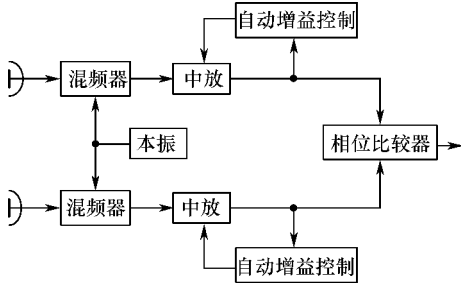 自动增益控制
混频器
中放
本振
相位比较器
混频器
中放
自动增益控制